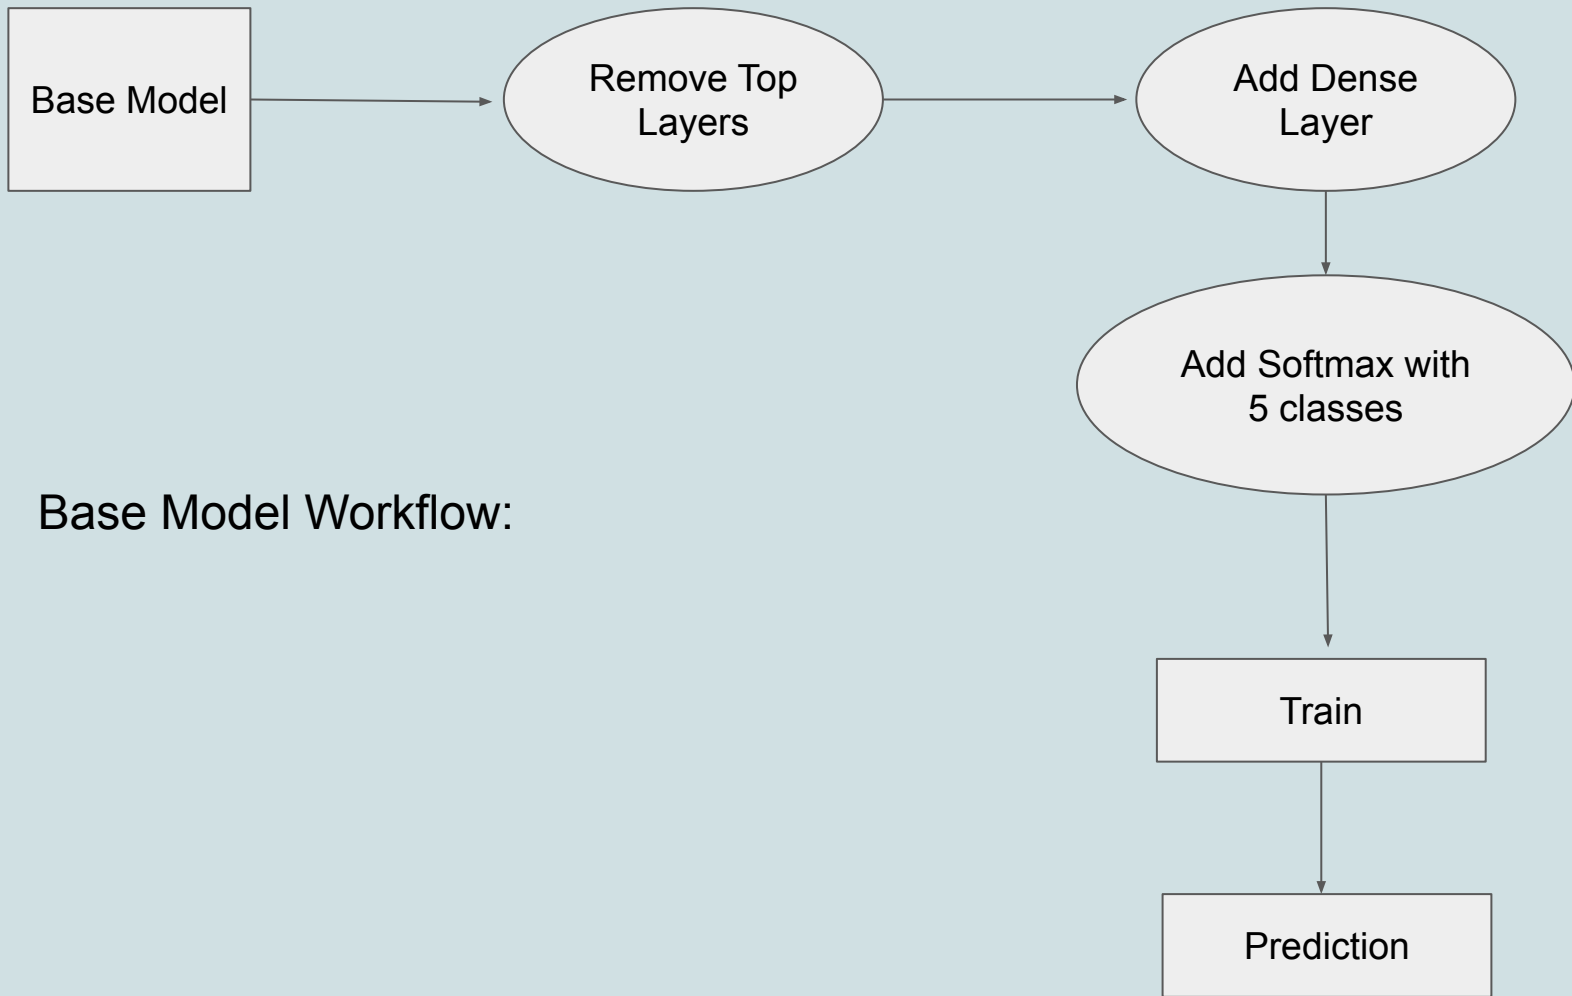 Base Model
Remove Top
Layers
Add Dense
Layer
Add Softmax with
5 classes
Base Model Workflow:
Train
Prediction